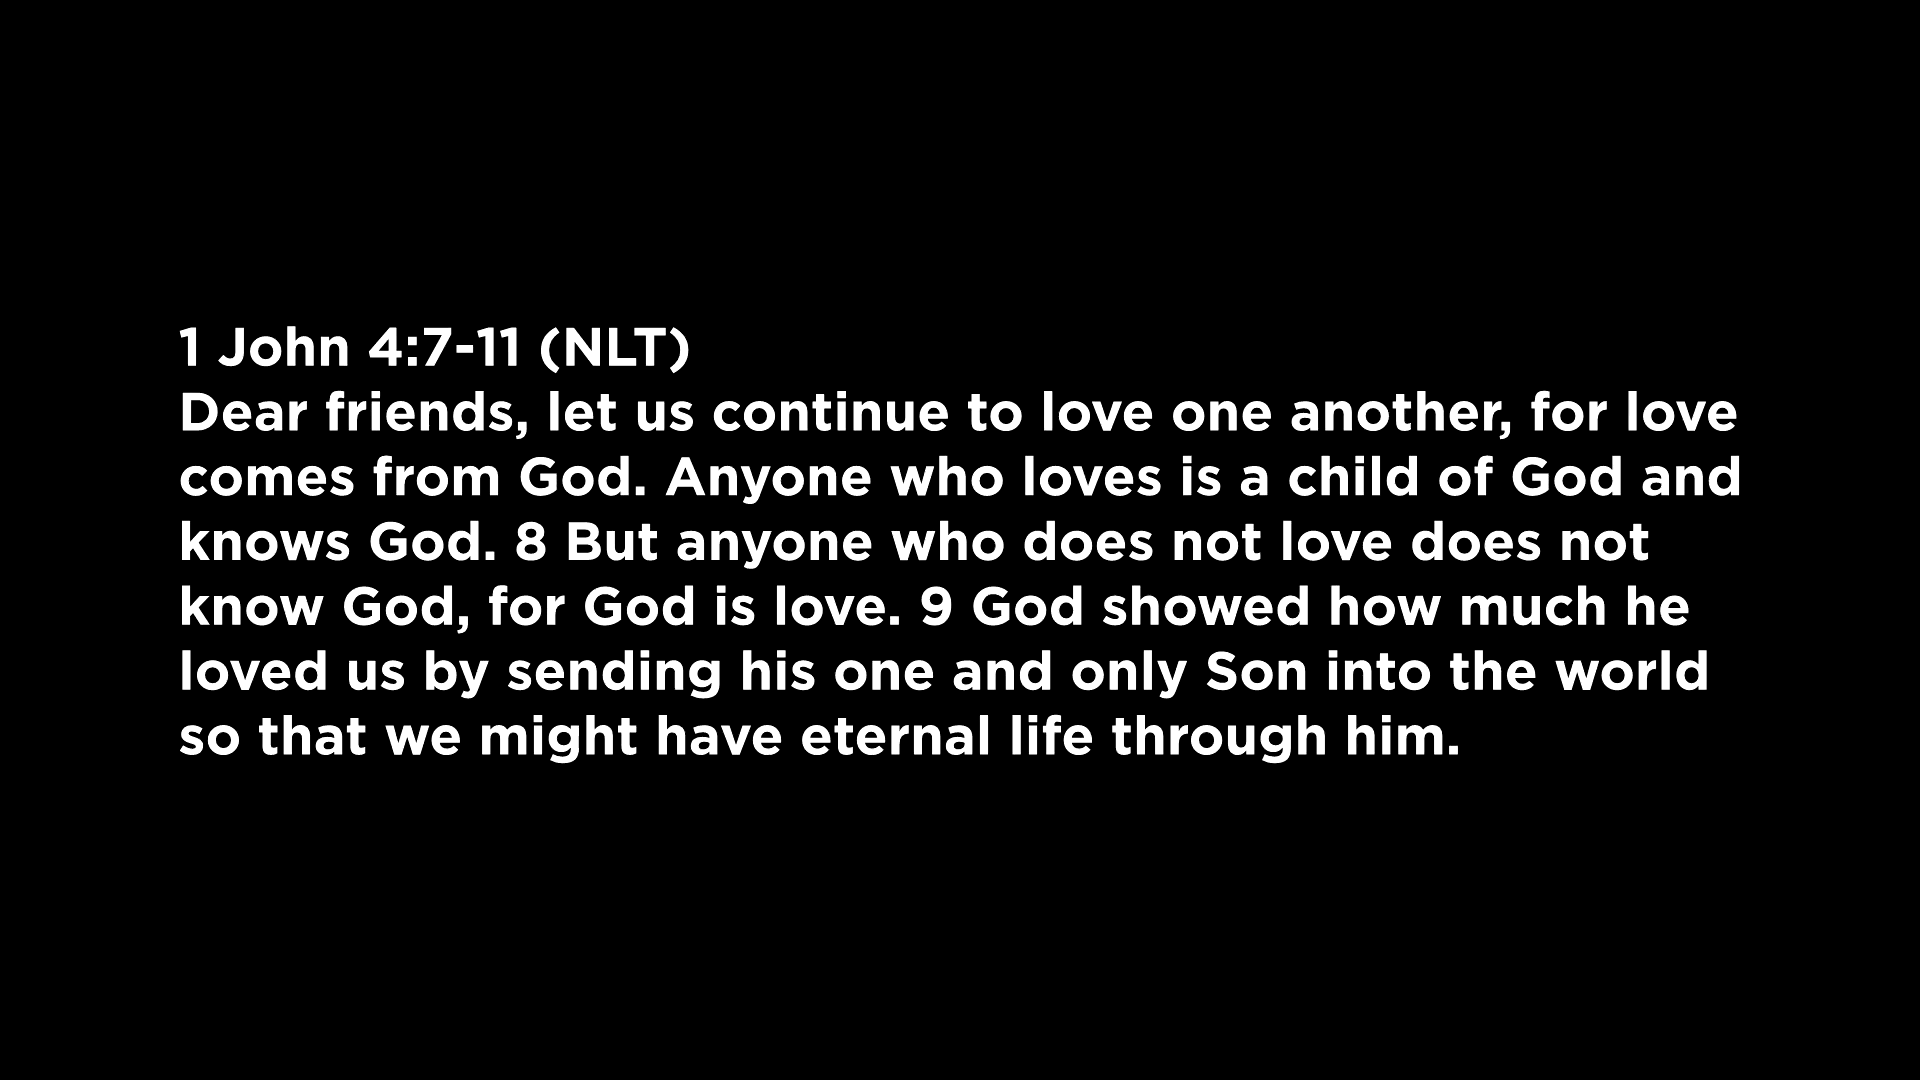 1 John 4:7-11 (NLT)
Dear friends, let us continue to love one another, for love
comes from God. Anyone who loves is a child of God and
knows God. 8 But anyone who does not love does not
know God, for God is love. 9 God showed how much he
loved us by sending his one and only Son into the world
so that we might have eternal life through him.